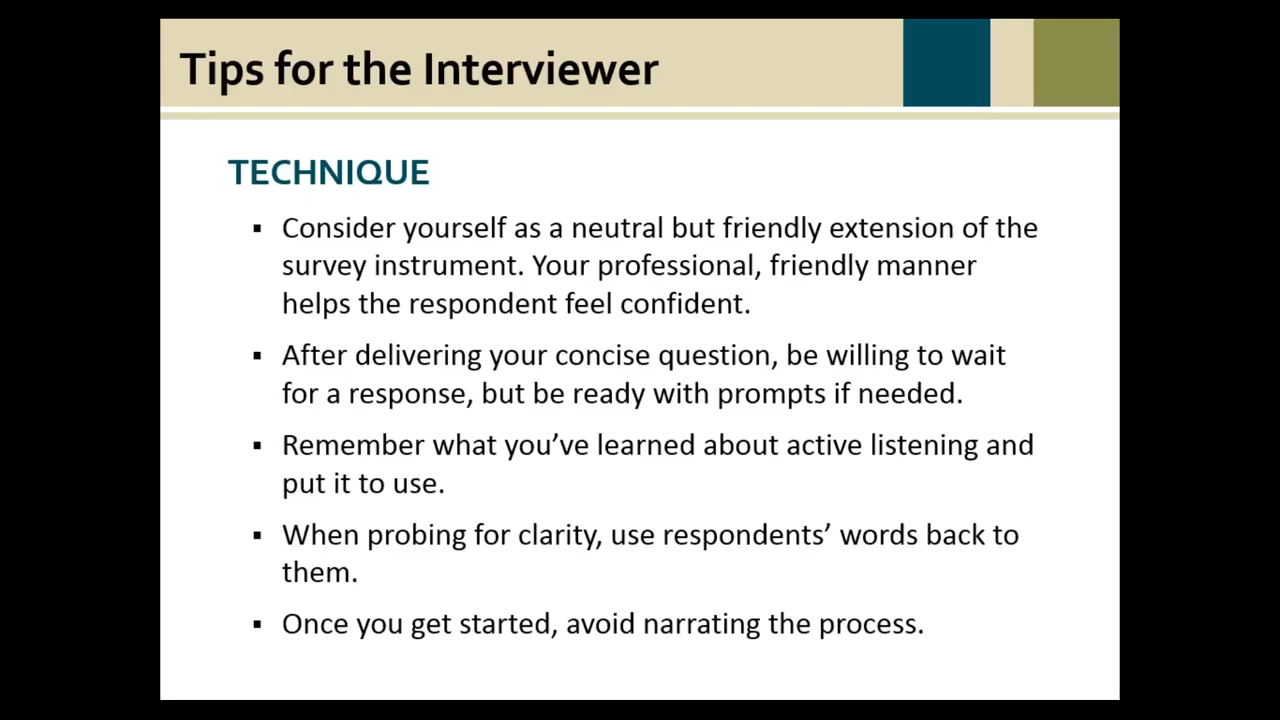 Tips for the Interviewer
TECHNIQUE
▪ Consider yourself as a neutral but friendly extension of the
survey instrument. Your professional, friendly manner
helps the respondent feel confident.
▪ After delivering your concise question, be willing to wait
for a response, but be ready with prompts if needed.
▪ Remember what you’ve learned about active listening and
put it to use.
▪ When probing for clarity, use respondents’ words back to
them.
▪ Once you get started, avoid narrating the process.